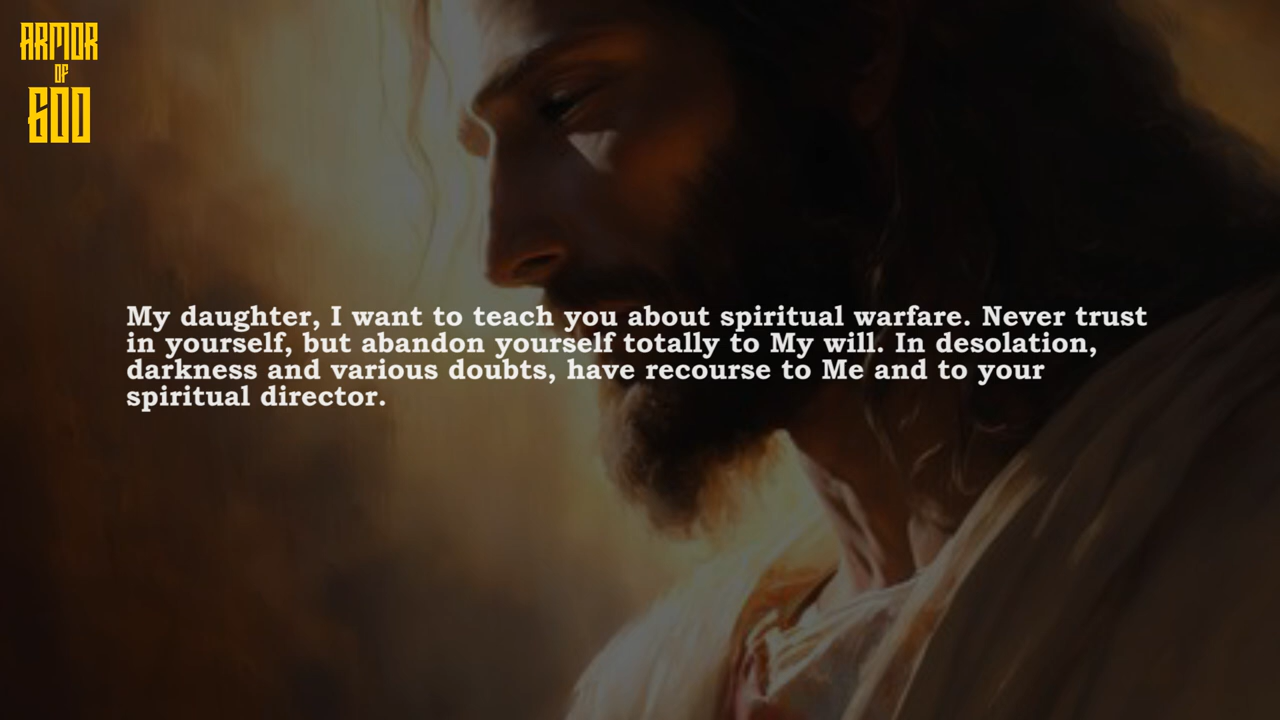 ARMOR
OF
GOD
My daughter, I want to teach you about spiritual warfare. Never trust
in yourself, but abandon yourself totally to My will. In desolation,
darkness and various doubts, have recourse to Me and to your
spiritual director.